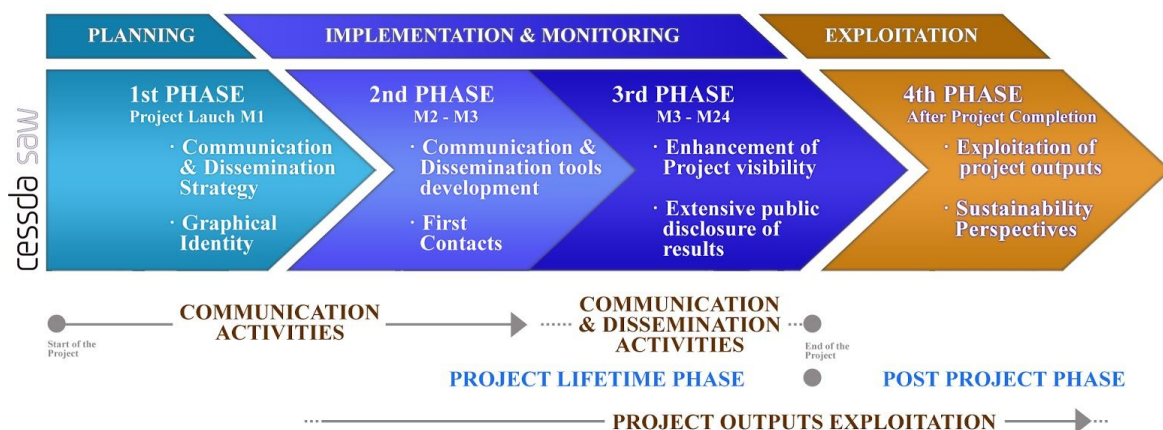 PLANNING
IMPLEMENTATION & MONITORING
EXPLOITATION
cessda saw
1st PHASE
Project Lauch M1
· Communication
& Dissemination
Strategy
· Graphical
Identity
2nd PHASE
M2 - M3
· Communication &
Dissemination tools
development
· First
Contacts
3rd PHASE
M3 - M24
· Enhancement of
Project visibility
· Extensive public
disclosure of
results
4th PHASE
After Project Completion
· Exploitation of
project outputs
· Sustainability
Perspectives
Start of the
Project
COMMUNICATION
ACTIVITIES
COMMUNICATION
& DISSEMINATION
ACTIVITIES
End of the
Project
PROJECT LIFETIME PHASE
POST PROJECT PHASE
PROJECT OUTPUTS EXPLOITATION